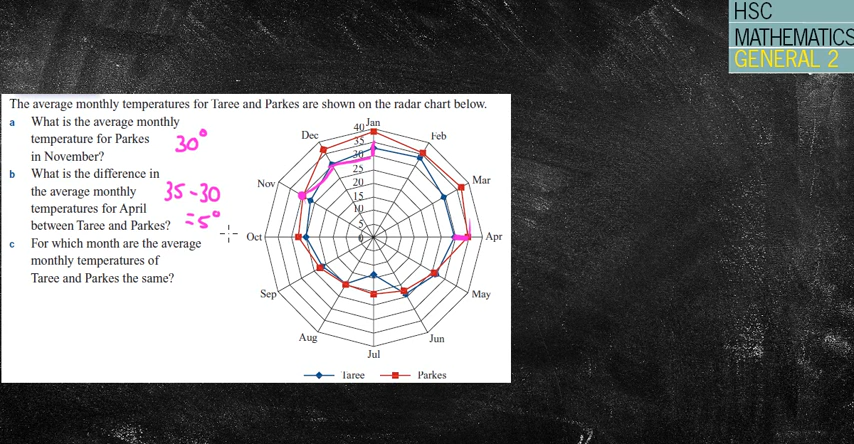 HSC
MATHEMATICS
GENERAL 2
The average monthly temperatures for Taree and Parkes are shown on the radar chart below.
a What is the average monthly
temperature for Parkes
in November?
30°
b What is the difference in
the average monthly
temperatures for April
between Taree and Parkes?
35 - 30
= 5°
c For which month are the average
monthly temperatures of
Taree and Parkes the same?
Jan
Feb
Mar
Apr
May
Jun
Jul
Aug
Sep
Oct
Nov
Dec
40
35
30
25
20
15
10
5
0
Taree Parkes